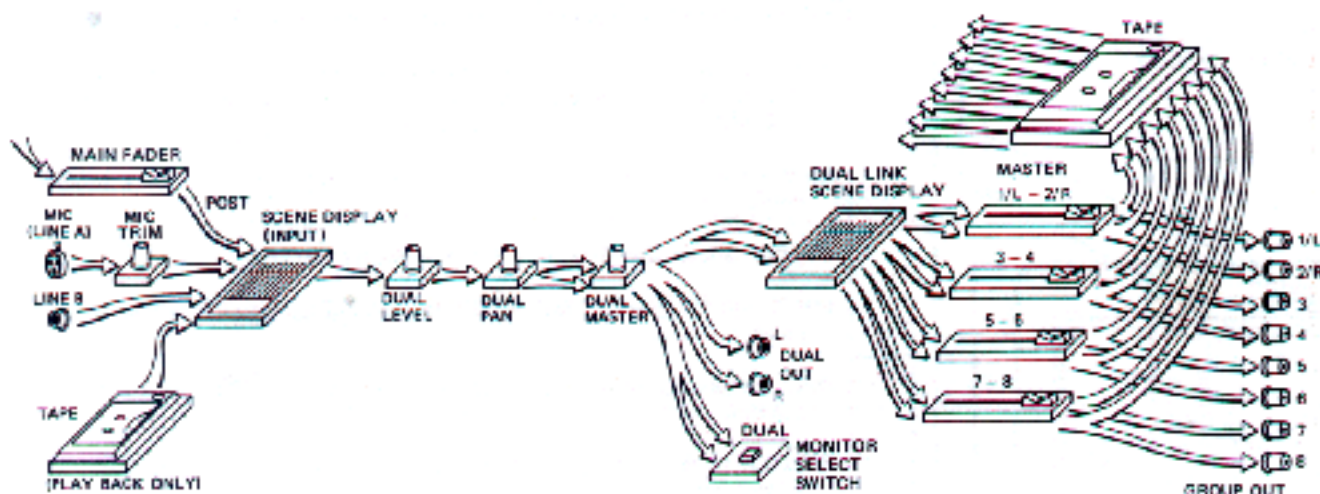 TAPE
MAIN FADER
POST
MIC
(LINE A)
MIC
TRIM
SCENE DISPLAY
(INPUT)
LINE B
TAPE
(PLAY BACK ONLY)
DUAL
LEVEL
DUAL
PAN
DUAL
MASTER
L
DUAL
OUT
R
DUAL
MONITOR
SELECT
SWITCH
DUAL LINK
SCENE DISPLAY
MASTER
1/L - 2/R
3 - 4
5 - 6
7 - 8
1/L
2/R
3
4
5
6
7
8
GROUP OUT